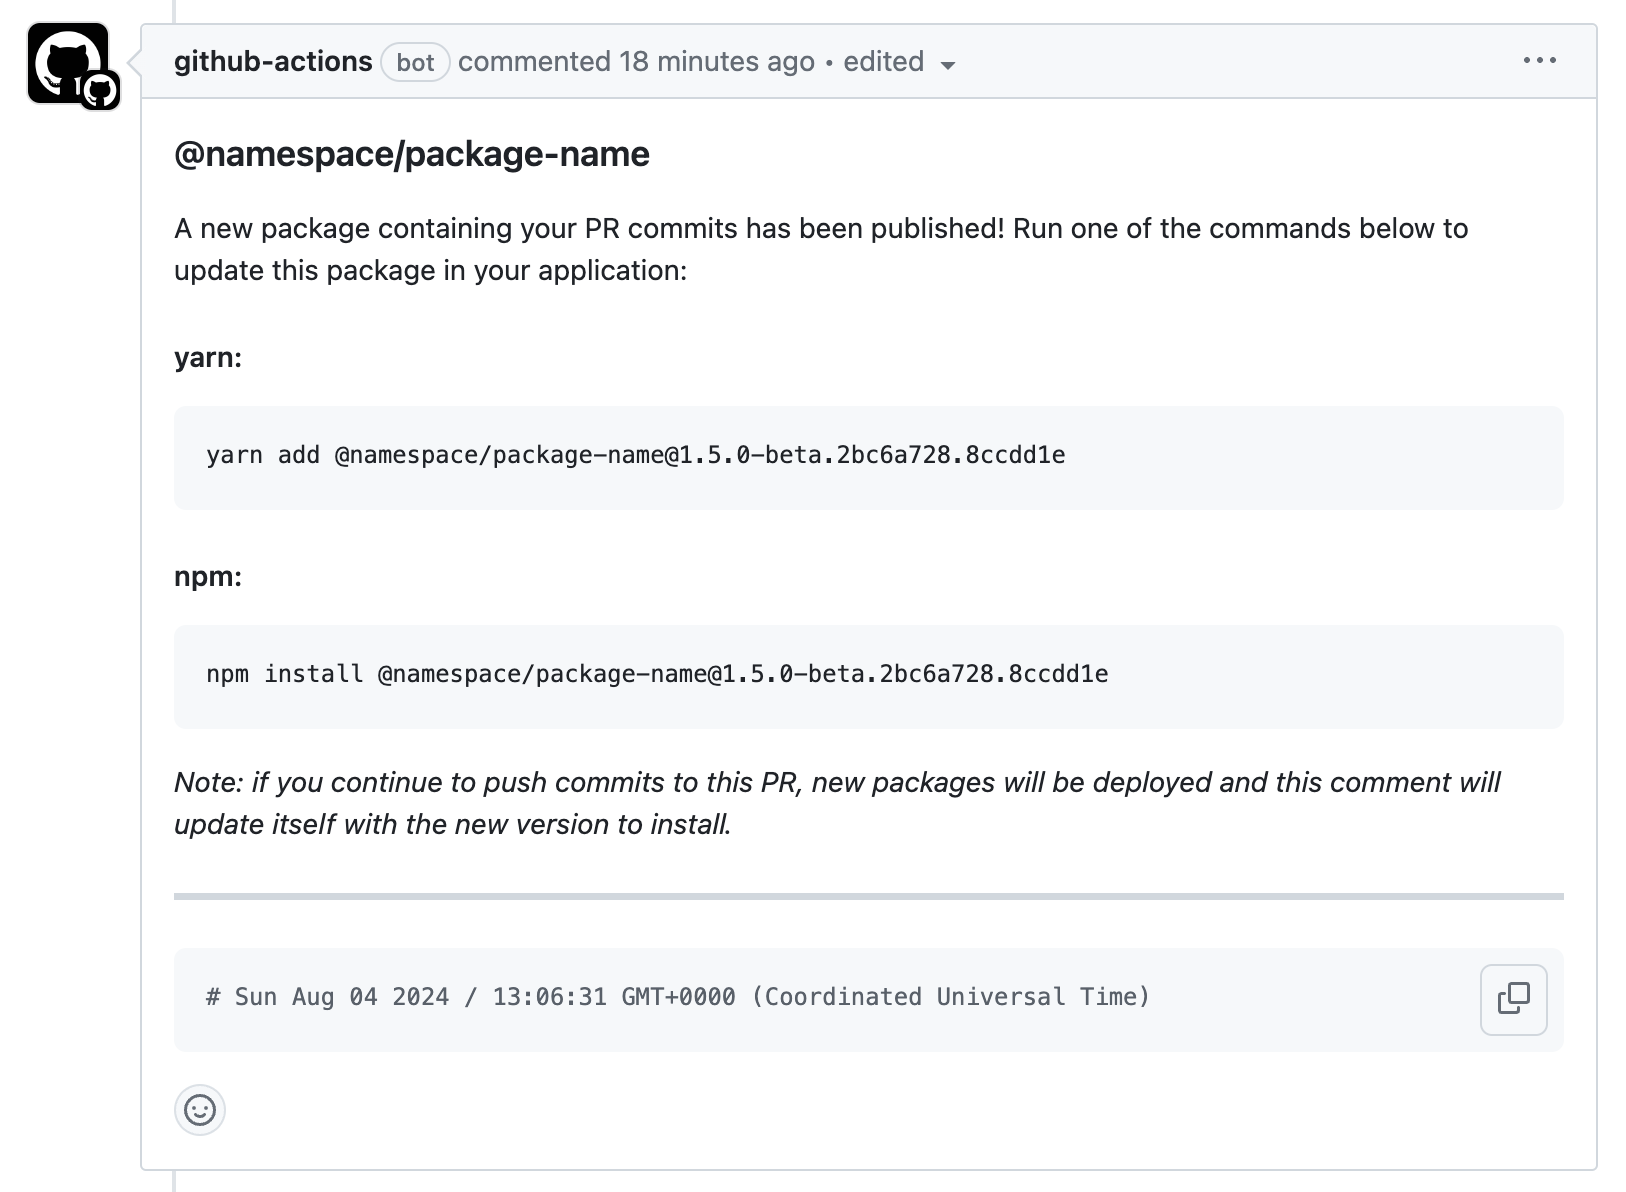 github-actions bot commented 18 minutes ago • edited
@namespace/package-name
A new package containing your PR commits has been published! Run one of the commands below to
update this package in your application:
yarn:
yarn add @namespace/package-name@1.5.0-beta.2bc6a728.8ccdd1e
npm:
npm install @namespace/package-name@1.5.0-beta.2bc6a728.8ccdd1e
Note: if you continue to push commits to this PR, new packages will be deployed and this comment will
update itself with the new version to install.
# Sun Aug 04 2024 / 13:06:31 GMT+0000 (Coordinated Universal Time)